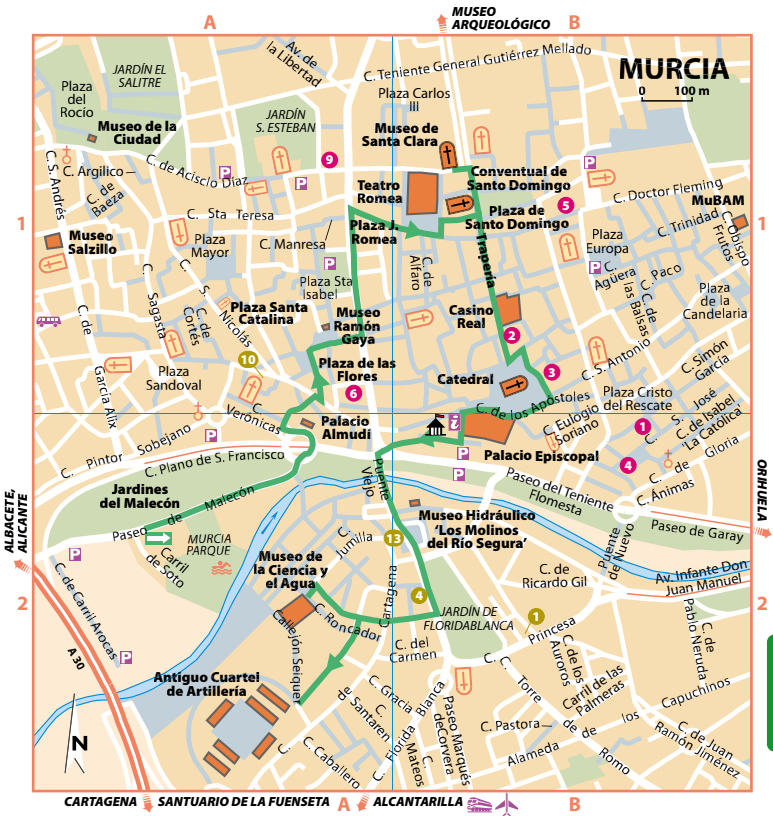 MUSEO
ARQUEOLÓGICO
A
B
MURCIA
0 100 m
JARDÍN EL
SALITRE
Plaza
del
Rocío
Museo de la
Ciudad
Av. de
la Libertad
C. Teniente General Gutiérrez Mellado
Plaza Carlos
III
JARDÍN
S. ESTEBAN
Museo de
Santa Clara
9
P
C. S. Andrés
C. Argilico
C. de
Baeza
C. de Acisclo Díaz
P
P
Conventual de
Santo Domingo
Teatro
Romea
5
C. Doctor Fleming
MuBAM
1
1
C. Sta Teresa
Plaza J.
Romea
Plaza de
Santo Domingo
C. Trinidad
C. Obispo
Frutos
Museo
Salzillo
Plaza
Mayor
C. Manresa
Trapería
Plaza
Europa
P
C.
Agüera
C. Paco
C. de
las Balsas
P
Plaza Sta
Isabel
C. de
Alfaro
Plaza
de la
Candelaria
C.
Sagasta
C. de
Cortés
C. S.
Nicolás
Plaza Santa
Catalina
Museo
Ramón
Gaya
Casino
Real
2
C. de
García Alix
10
Plaza
Sandoval
Plaza de las
Flores
6
3
C. S. Antonio
C. Simón
García
Catedral
Plaza Cristo
del Rescate
C.
Verónicas
Palacio
Almudí
i
C. de los Apóstoles
C. Eulogio
Soriano
1
C. S. José
C. de Isabel
'La Católica'
C. Pintor Sobejano
P
P
P
Palacio Episcopal
4
C. de Gloria
C. Ánimas
C. Plano de S. Francisco
Jardines
del Malecón
Paseo de Malecón
Puente
Viejo
Paseo del Teniente
Flomesta
Paseo de Garay
ORIHUELA
ALBACETE,
ALICANTE
P
MURCIA
PARQUE
Carril
de Soto
C.
Jumilla
13
Museo Hidráulico
'Los Molinos
del Río Segura'
Puente
de Nuevo
Museo de
la Ciencia y
el Agua
C. de
Ricardo Gil
Av. Infante Don
Juan Manuel
2
2
C. de Carril Arocas
P
A 30
C. Roncador
Cartagena
4
JARDÍN DE
FLORIDABLANCA
1
Princesa
C.
C. del
Carmen
Callejón Seiquer
C. de los
Auroros
Carril de las
Palmeras
C. de
Pablo Neruda
Antiguo Cuartel
de Artillería
C. Gracia
C.
de Santaren
C. Florida Blanca
Paseo Marqués
de Corvera
C. Torre de los
C. Pastora
Capuchinos
C. de Juan
Ramón Jiménez
N
C.
C. Caballero
Mateos
Alameda de
Romo
CARTAGENA
SANTUARIO DE LA FUENSETA
A
ALCANTARILLA
B